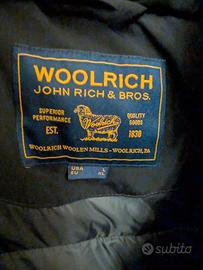 WOOLRICH
JOHN RICH & BROS.
SUPERIOR PERFORMANCE
QUALITY GOODS
EST.
1830
Woolrich
WOOLRICH WOOLEN MILLS - WOOLRICH, PA
USA L
EU XL
subito